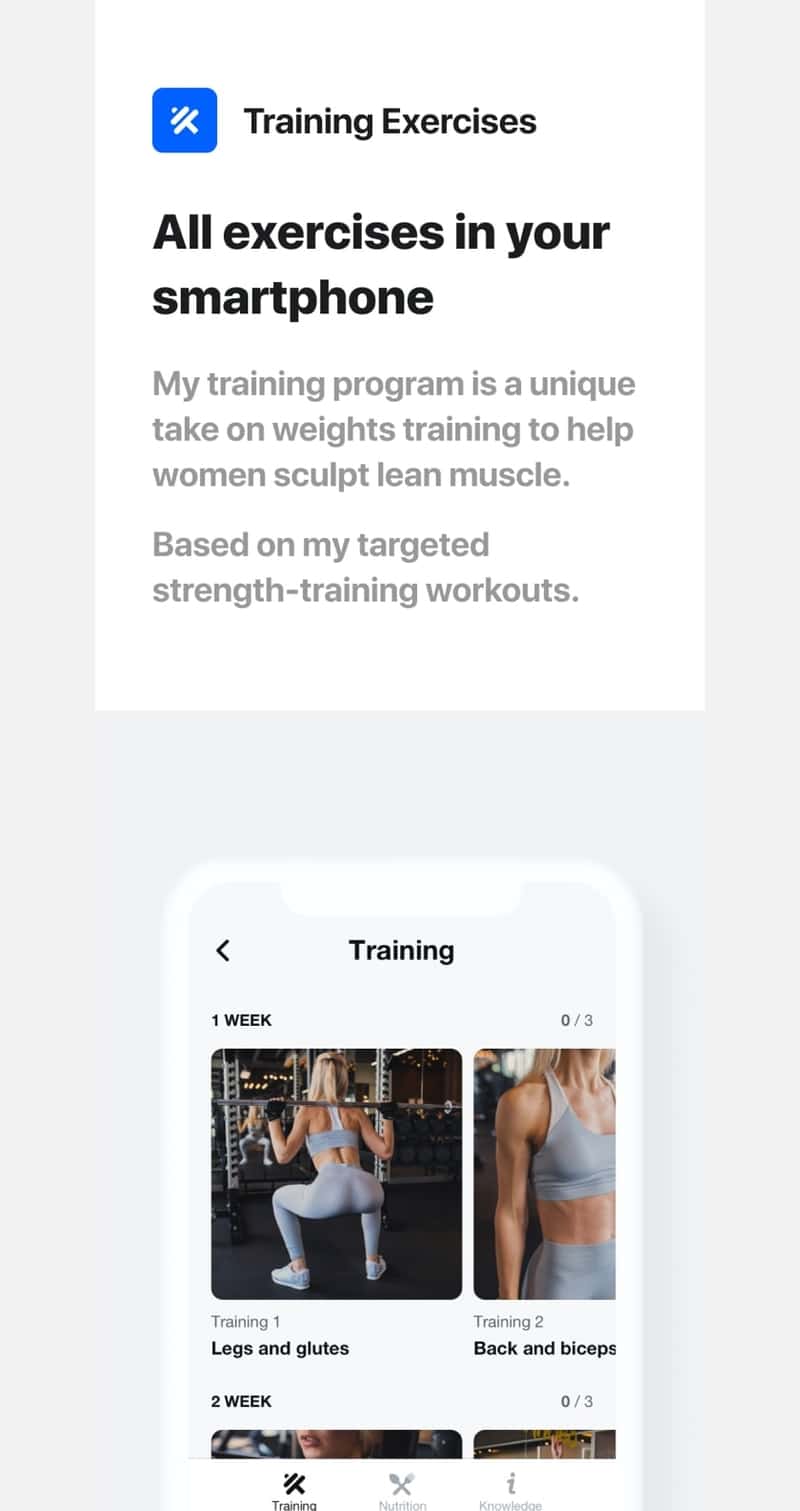 Training Exercises
All exercises in your
smartphone
My training program is a unique
take on weights training to help
women sculpt lean muscle.
Based on my targeted
strength-training workouts.
Training
1 WEEK 0 / 3
Training 1 Training 2
Legs and glutes Back and biceps
2 WEEK 0 / 3
Training Nutrition Knowledge